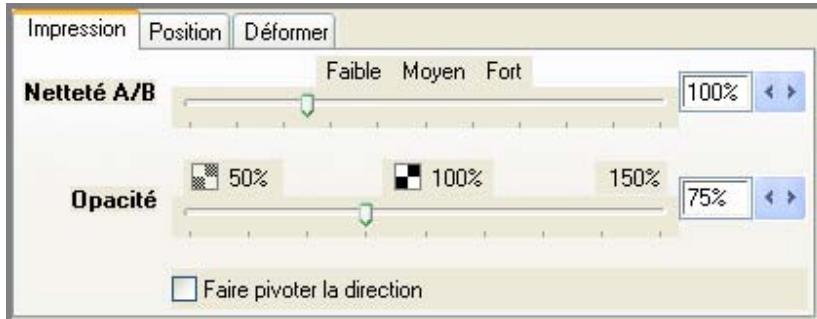 Impression Position Déformer
Faible Moyen Fort
Netteté A/B 100%
50% 100% 150%
Opacité 75%
Faire pivoter la direction